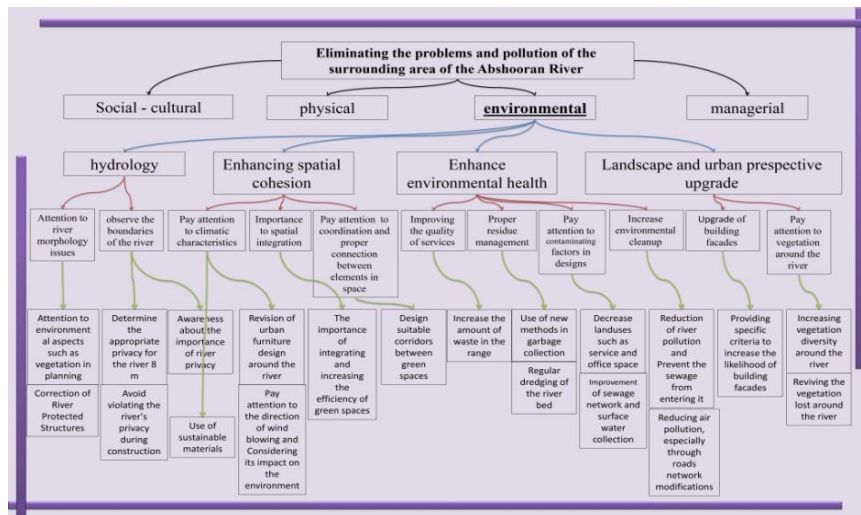 Eliminating the problems and pollution of the
surrounding area of the Abshooran River
Social - cultural
physical
environmental
managerial
hydrology
Enhancing spatial
cohesion
Enhance
environmental health
Landscape and urban prespective
upgrade
Attention to
river
morphology
issues
observe the
boundaries
of the river
Pay attention
to climatic
characteristics
Importance
to spatial
integration
Pay attention to
coordination and
proper
connection
between
elements in
space
Improving
the quality
of services
Proper
residue
management
Pay
attention to
contaminating
factors in
designs
Increase
environmental
cleanup
Upgrade of
building
facades
Pay
attention to
vegetation
around the
river
Attention to
environment
al aspects
such as
vegetation in
planning
Correction of
River
Protected
Structures
Determine
the
appropriate
privacy for
the river 8
m
Avoid
violating the
river's
privacy
during
construction
Awareness
about the
importance
of river
privacy
Use of
sustainable
materials
Revision of
urban
furniture
design
around the
river
Pay
attention to
the direction
of wind
blowing and
Considering
its impact on
the
environment
The
importance
of
integrating
and
increasing
the
efficiency of
green spaces
Design
suitable
corridors
between
green
spaces
Increase the
amount of
waste in the
range
Use of new
methods in
garbage
collection
Regular
dredging of
the river
bed
Decrease
landuses
such as
service and
office space
Improvement
of sewage
network and
surface
water
collection
Reduction
of river
pollution
and
Prevent the
sewage
from
entering it
Reducing air
pollution,
especially
through
roads
network
modifications
Providing
specific
criteria to
increase the
likelihood of
building
facades
Increasing
vegetation
diversity
around the
river
Reviving the
vegetation
lost around
the river